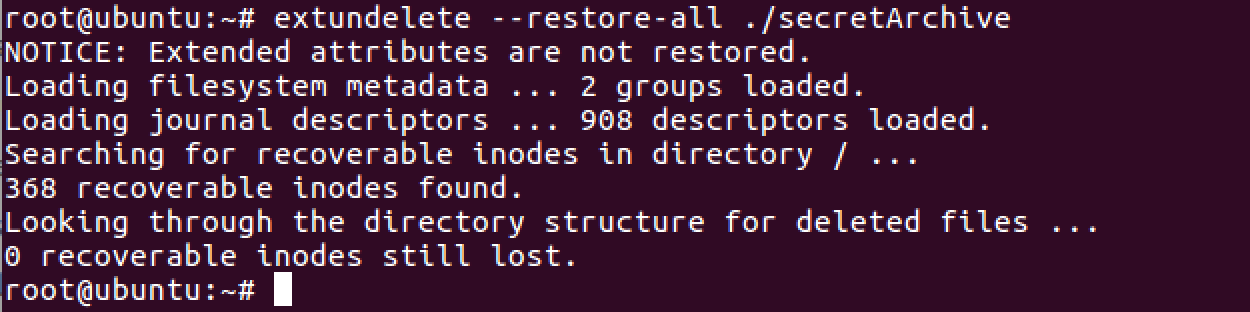 root@ubuntu:~# extundelete --restore-all ./secretArchive
NOTICE: Extended attributes are not restored.
Loading filesystem metadata ... 2 groups loaded.
Loading journal descriptors ... 908 descriptors loaded.
Searching for recoverable inodes in directory / ...
368 recoverable inodes found.
Looking through the directory structure for deleted files ...
0 recoverable inodes still lost.
root@ubuntu:~#